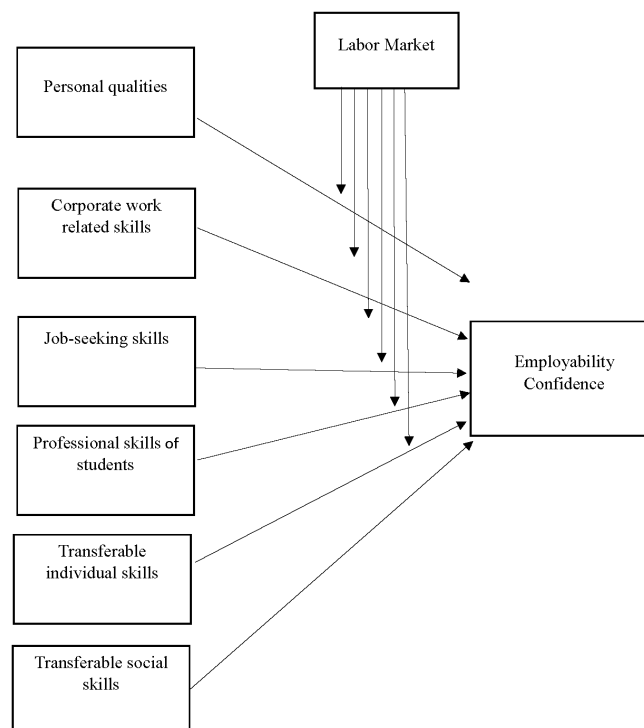 Labor Market
Personal qualities
Corporate work
related skills
Job-seeking skills
Employability
Confidence
Professional skills of
students
Transferable
individual skills
Transferable social
skills